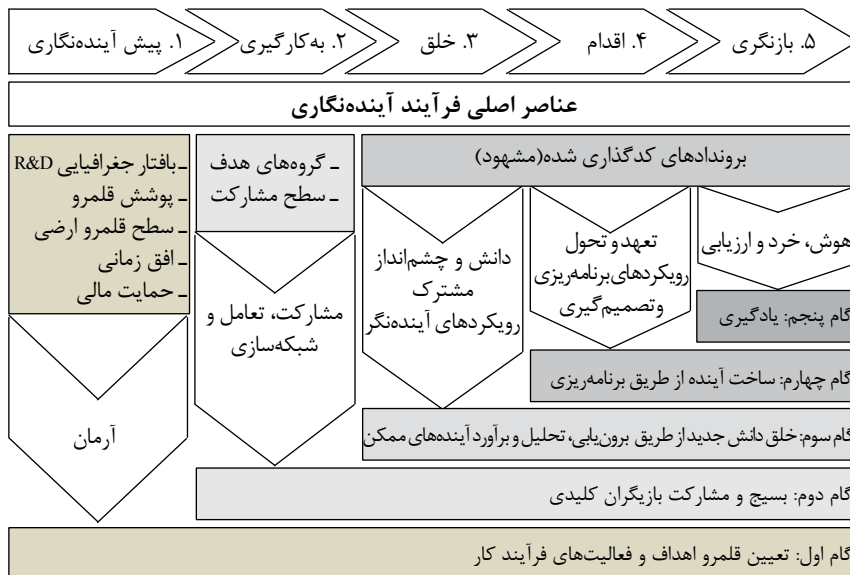 ۱. پیش آینده‌نگاری
۲. به‌کارگیری
۳. خلق
۴. اقدام
۵. بازنگری
عناصر اصلی فرآیند آینده‌نگاری
ـ بافتار جغرافیایی R&D
ـ پوشش قلمرو
ـ سطح قلمرو ارضی
ـ افق زمانی
ـ حمایت مالی
ـ گروه‌های هدف
ـ سطح مشارکت
بروندادهای کدگذاری شده(مشهود)
آرمان
مشارکت، تعامل و
شبکه‌سازی
دانش و چشم‌انداز
مشترک
رویکردهای آینده‌نگر
تعهد و تحول
رویکردهای برنامه‌ریزی
وتصمیم‌گیری
هوش، خرد و ارزیابی
گام پنجم: یادگیری
گام چهارم: ساخت آینده از طریق برنامه‌ریزی
گام سوم: خلق دانش جدید از طریق برون‌یابی، تحلیل و برآورد آینده‌های ممکن
گام دوم: بسیج و مشارکت بازیگران کلیدی
گام اول: تعیین قلمرو اهداف و فعالیت‌های فرآیند کار